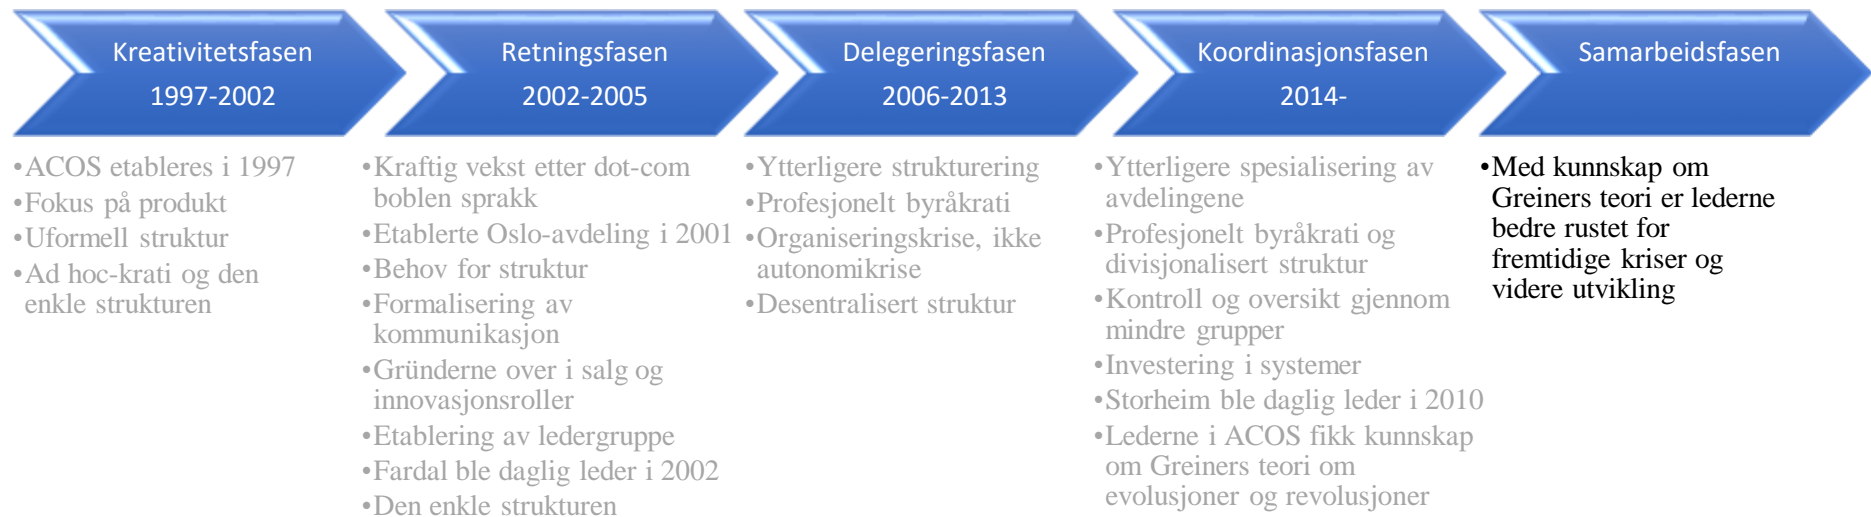 Kreativitetsfasen
1997-2002
•ACOS etableres i 1997
•Fokus på produkt
•Uformell struktur
•Ad hoc-krati og den
enkle strukturen
Retningsfasen
2002-2005
•Kraftig vekst etter dot-com
boblen sprakk
•Etablerte Oslo-avdeling i 2001
•Behov for struktur
•Formalisering av
kommunikasjon
•Gründerne over i salg og
innovasjonsroller
•Etablering av ledergruppe
•Fardal ble daglig leder i 2002
•Den enkle strukturen
Delegeringsfasen
2006-2013
•Ytterligere strukturering
•Profesjonelt byråkrati
•Organiseringskrise, ikke
autonomikrise
•Desentralisert struktur
Koordinasjonsfasen
2014-
•Ytterligere spesialisering av
avdelingene
•Profesjonelt byråkrati og
divisjonalisert struktur
•Kontroll og oversikt gjennom
mindre grupper
•Investering i systemer
•Storheim ble daglig leder i 2010
•Lederne i ACOS fikk kunnskap
om Greiners teori om
evolusjoner og revolusjoner
Samarbeidsfasen
•Med kunnskap om
Greiners teori er lederne
bedre rustet for
fremtidige kriser og
videre utvikling